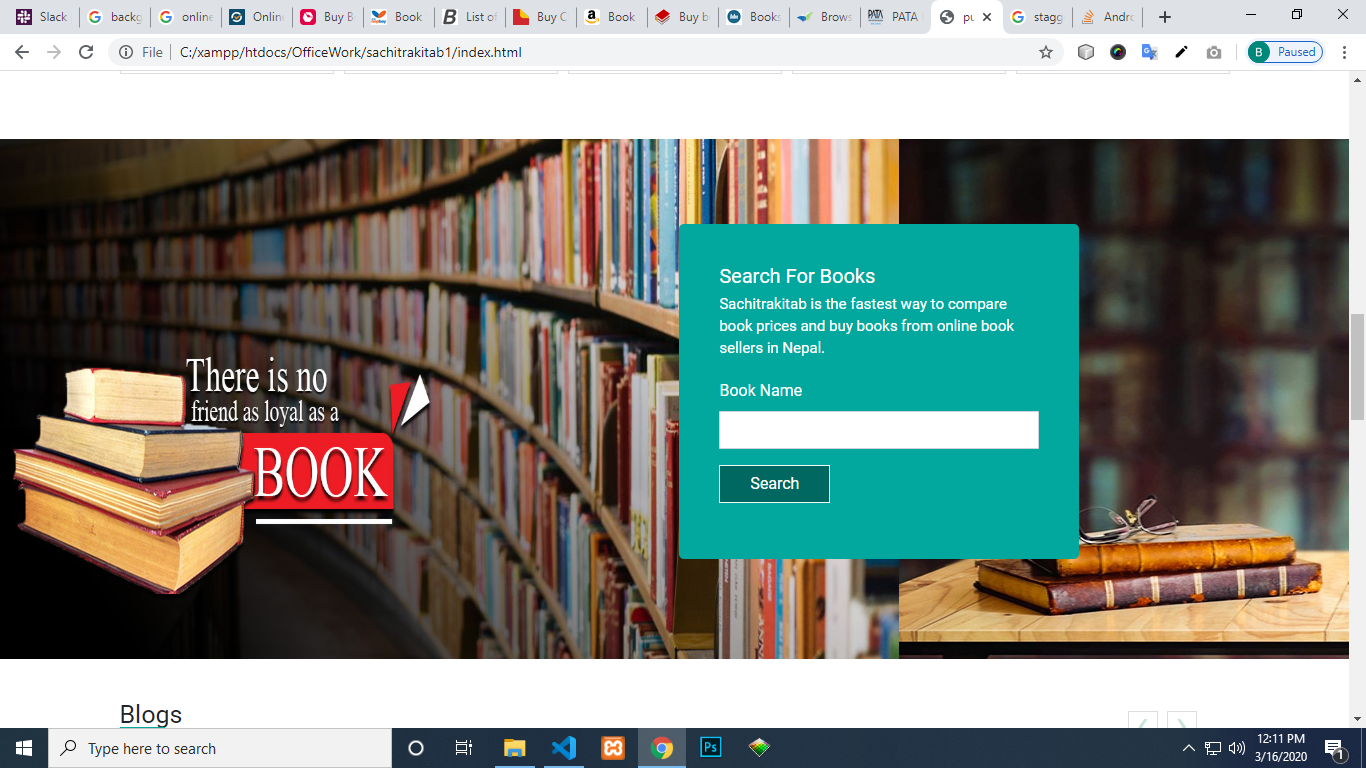 Slack
backg
online
Onlin
Buy B
Book
List of
Buy C
Book
Buy b
Books
Brows
PATA
PATA
pu
stagg
Andro
File
C:/xampp/htdocs/OfficeWork/sachitrakitab1/index.html
B
Paused
There is no
friend as loyal as a
BOOK
Search For Books
Sachitrakitab is the fastest way to compare
book prices and buy books from online book
sellers in Nepal.
Book Name
Search
Blogs
Type here to search
Ps
12:11 PM
3/16/2020
1